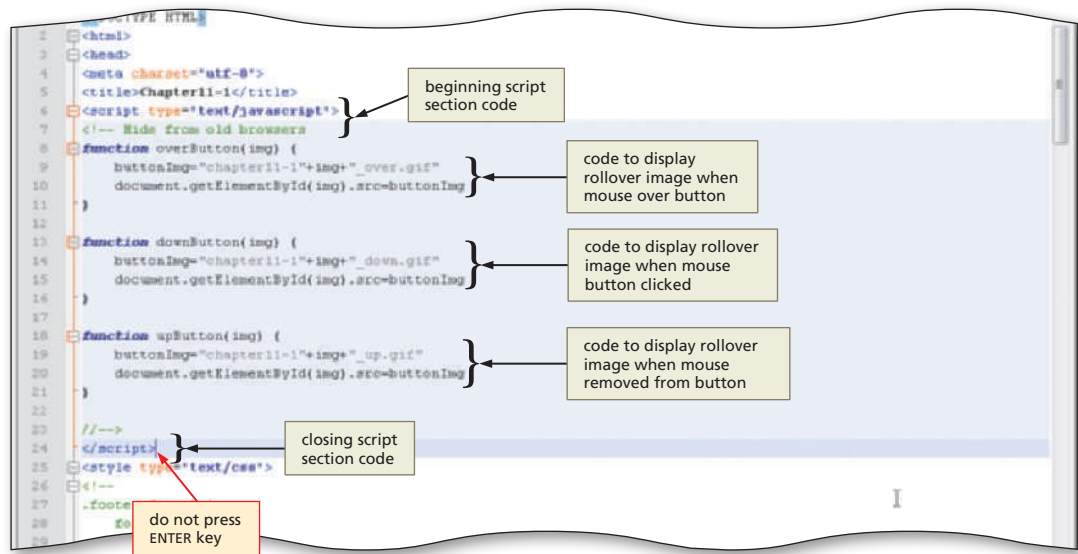 DOCTYPE HTML>
2 <html>
3 <head>
4 <meta charset="utf-8">
5 <title>Chapter11-1</title>
6 <script type="text/javascript">
7 <!-- Hide from old browsers
8 function overButton(img) {
9 buttonImg="chapter11-1"+img+"_over.gif"
10 document.getElementById(img).src=buttonImg
11 }
12
13 function downButton(img) {
14 buttonImg="chapter11-1"+img+"_down.gif"
15 document.getElementById(img).src=buttonImg
16 }
17
18 function upButton(img) {
19 buttonImg="chapter11-1"+img+"_up.gif"
20 document.getElementById(img).src=buttonImg
21 }
22
23 //-->
24 </script>
25 <style type="text/css">
26 <!--
27 .foote
28 fo
29
beginning script
section code
code to display
rollover image when
mouse over button
code to display rollover
image when mouse
button clicked
code to display rollover
image when mouse
removed from button
closing script
section code
do not press
ENTER key